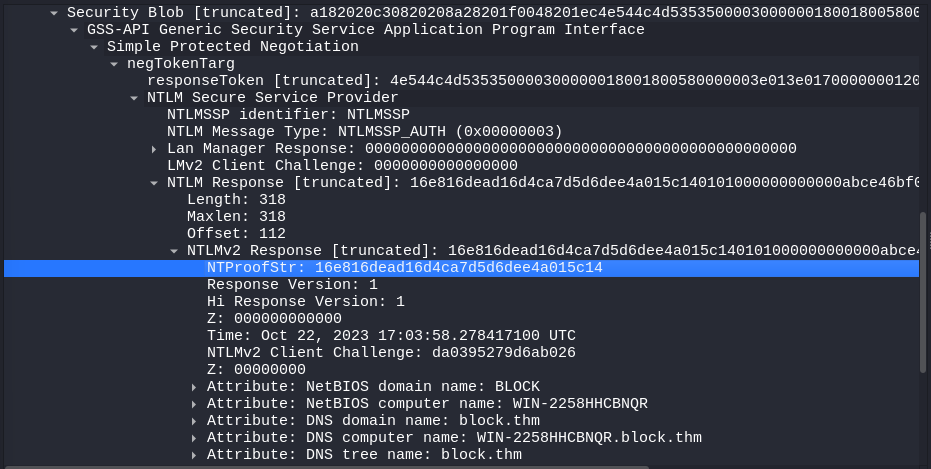 Security Blob [truncated]: a182020c30820208a28201f0048201ec4e544c4d5353500003000000180018005800
GSS-API Generic Security Service Application Program Interface
Simple Protected Negotiation
negTokenTarg
responseToken [truncated]: 4e544c4d535350000300000018001800580000003e013e0170000000120
NTLM Secure Service Provider
NTLMSSP identifier: NTLMSSP
NTLM Message Type: NTLMSSP_AUTH (0x00000003)
Lan Manager Response: 000000000000000000000000000000000000000000000000
LMv2 Client Challenge: 0000000000000000
NTLM Response [truncated]: 16e816dead16d4ca7d5d6dee4a015c140101000000000000abce46bf0
Length: 318
Maxlen: 318
Offset: 112
NTLMv2 Response [truncated]: 16e816dead16d4ca7d5d6dee4a015c140101000000000000abce4
NTProofStr: 16e816dead16d4ca7d5d6dee4a015c14
Response Version: 1
Hi Response Version: 1
Z: 000000000000
Time: Oct 22, 2023 17:03:58.278417100 UTC
NTLMv2 Client Challenge: da0395279d6ab026
Z: 00000000
Attribute: NetBIOS domain name: BLOCK
Attribute: NetBIOS computer name: WIN-2258HHCBNQR
Attribute: DNS domain name: block.thm
Attribute: DNS computer name: WIN-2258HHCBNQR.block.thm
Attribute: DNS tree name: block.thm